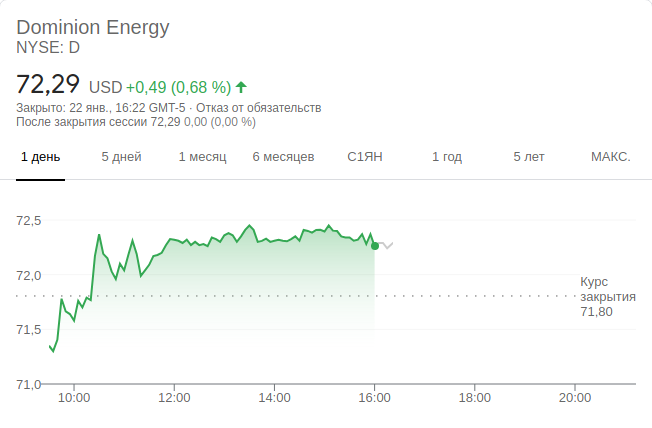 Dominion Energy
NYSE: D
72,29 USD +0,49 (0,68 %)
Закрыто: 22 янв., 16:22 GMT-5 · Отказ от обязательств
После закрытия сессии 72,29 0,00 (0,00 %)
1 день 5 дней 1 месяц 6 месяцев С1ЯН 1 год 5 лет МАКС.
72,5
72,0
Курс
закрытия
71,80
71,5
71,0
10:00 12:00 14:00 16:00 18:00 20:00